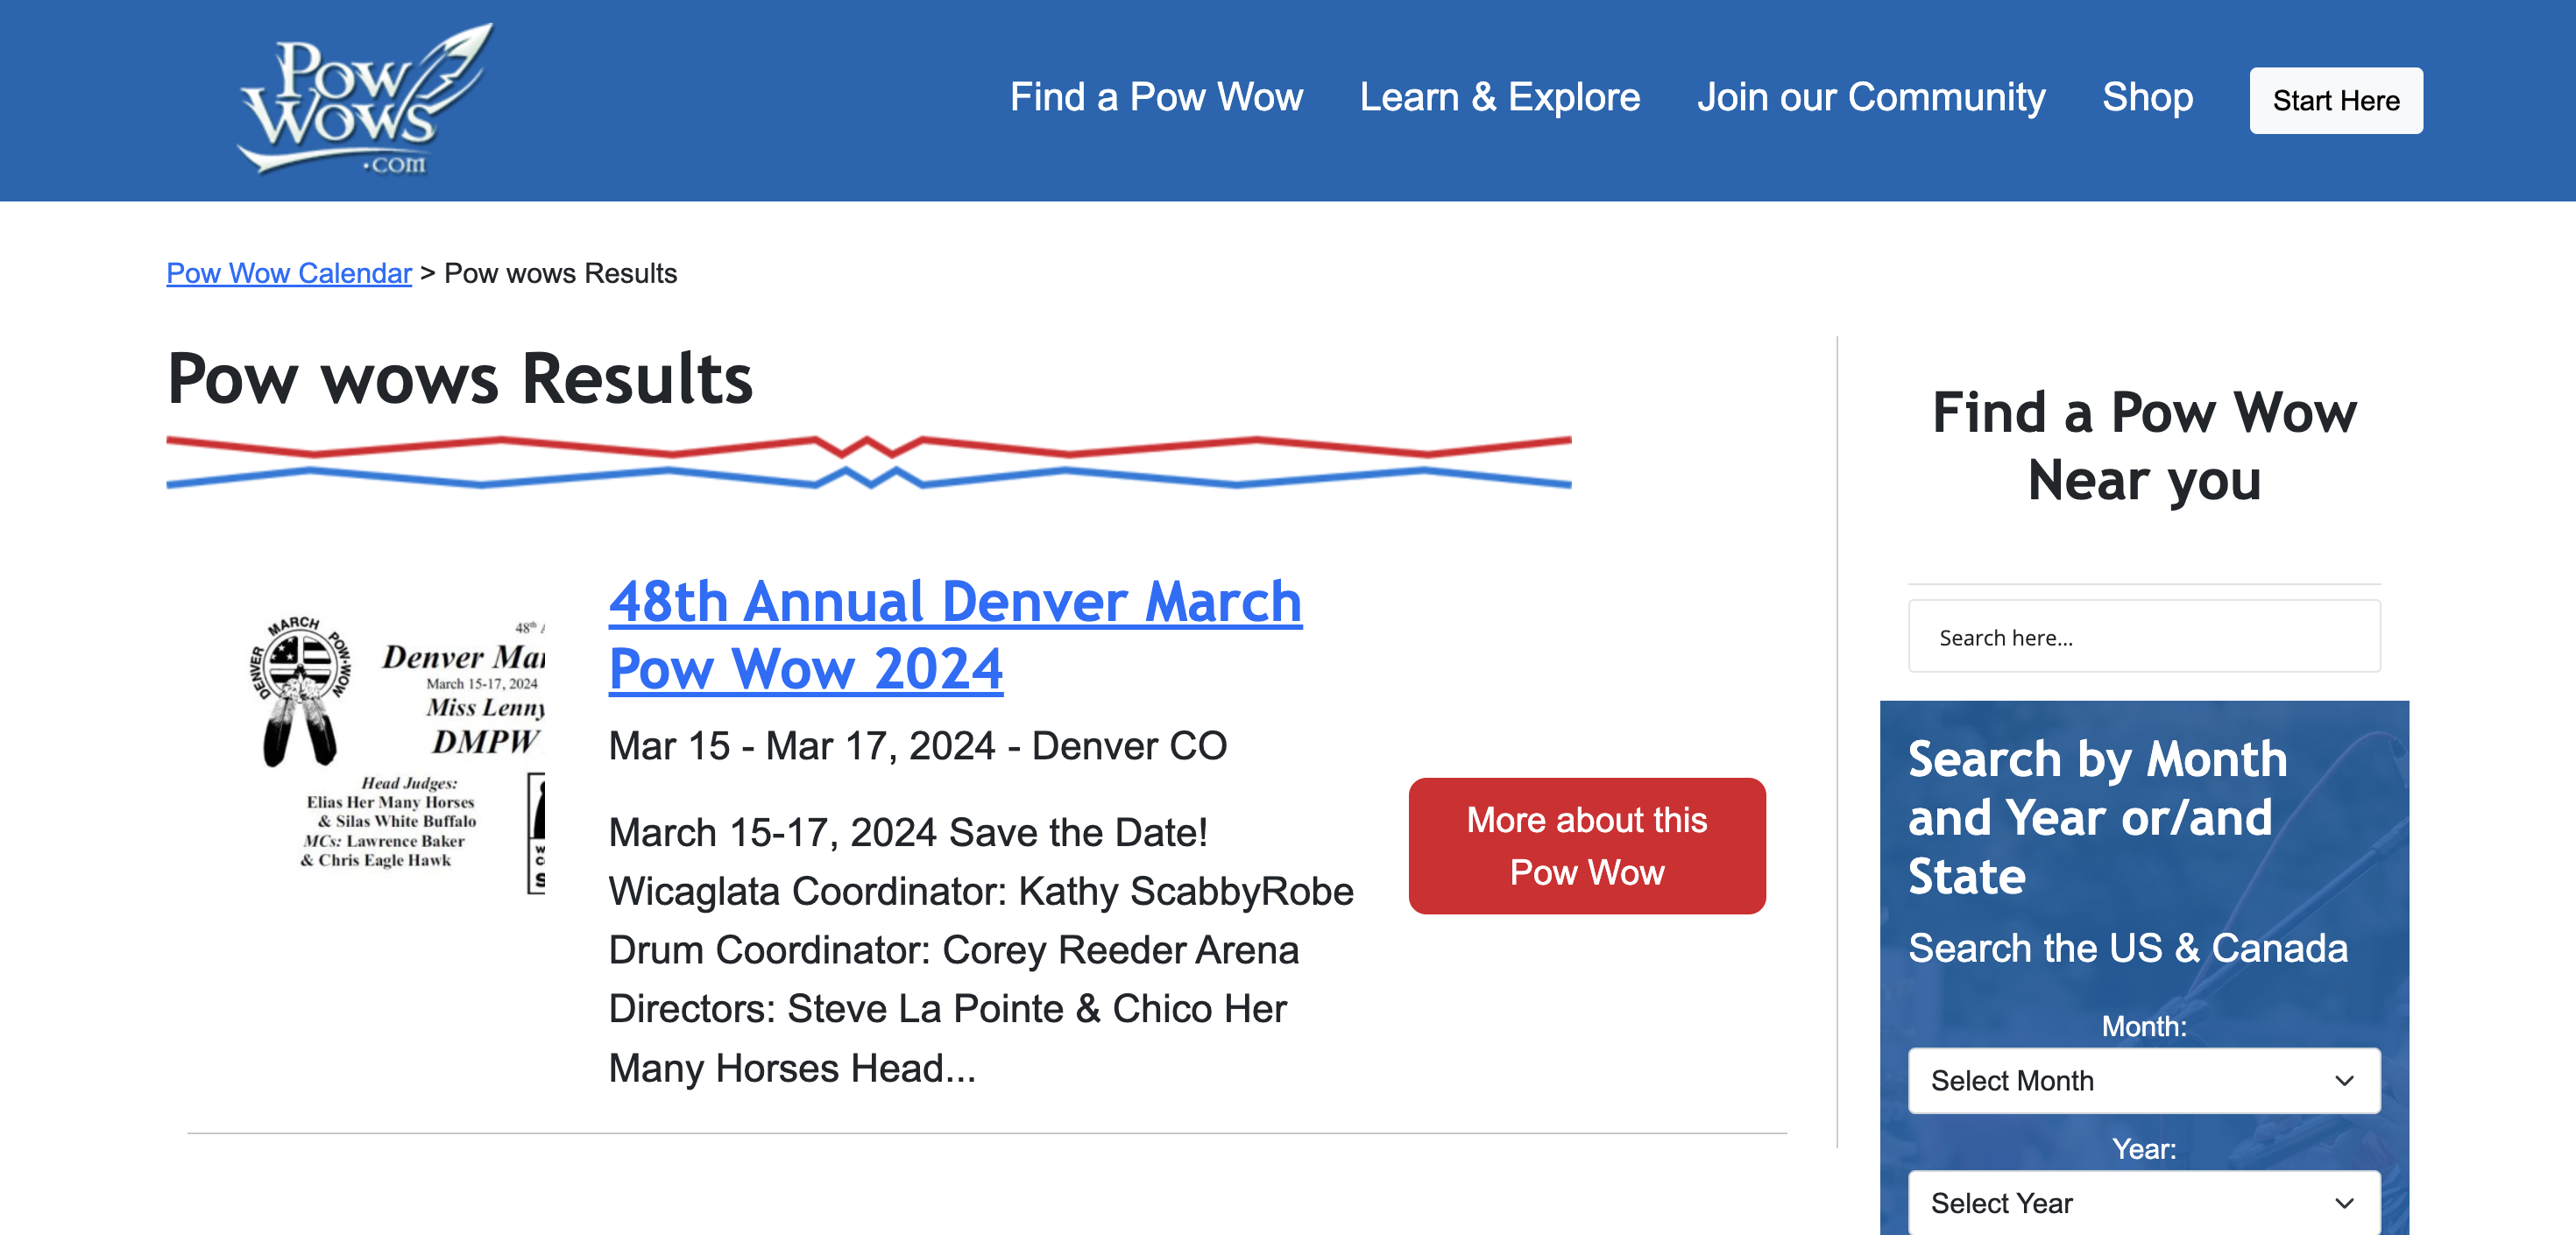 Pow
Wows
.com
Find a Pow Wow
Learn & Explore
Join our Community
Shop
Start Here
Pow Wow Calendar > Pow wows Results
Pow wows Results
DENVER MARCH POW-WOW
48th
Denver Mar
March 15-17, 2024
Miss Lenny
DMPW
Head Judges:
Elias Her Many Horses
& Silas White Buffalo
MCs: Lawrence Baker
& Chris Eagle Hawk
48th Annual Denver March
Pow Wow 2024
Mar 15 - Mar 17, 2024 - Denver CO
March 15-17, 2024 Save the Date!
Wicaglata Coordinator: Kathy ScabbyRobe
Drum Coordinator: Corey Reeder Arena
Directors: Steve La Pointe & Chico Her
Many Horses Head...
More about this
Pow Wow
Find a Pow Wow
Near you
Search here...
Search by Month
and Year or/and
State
Search the US & Canada
Month:
Select Month
Year:
Select Year